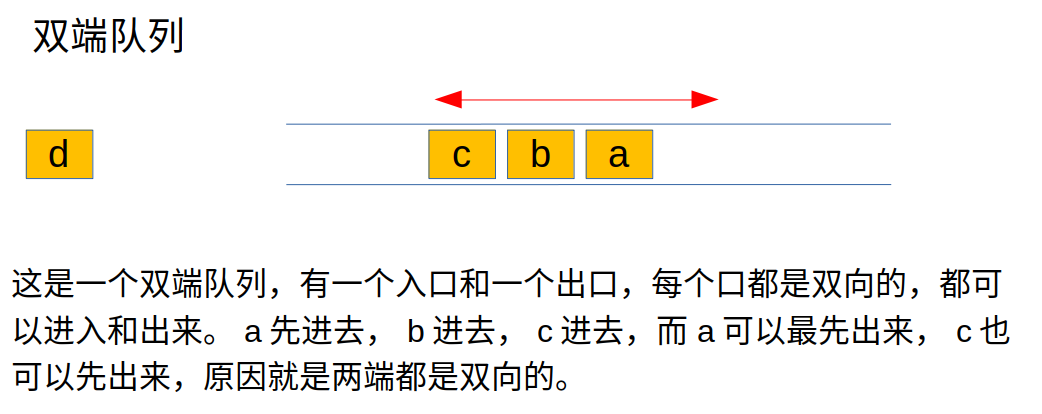 双端队列
d
c b a
这是一个双端队列，有一个入口和一个出口，每个口都是双向的，都可
以进入和出来。 a 先进去， b 进去， c 进去，而 a 可以最先出来， c 也
可以先出来，原因就是两端都是双向的。